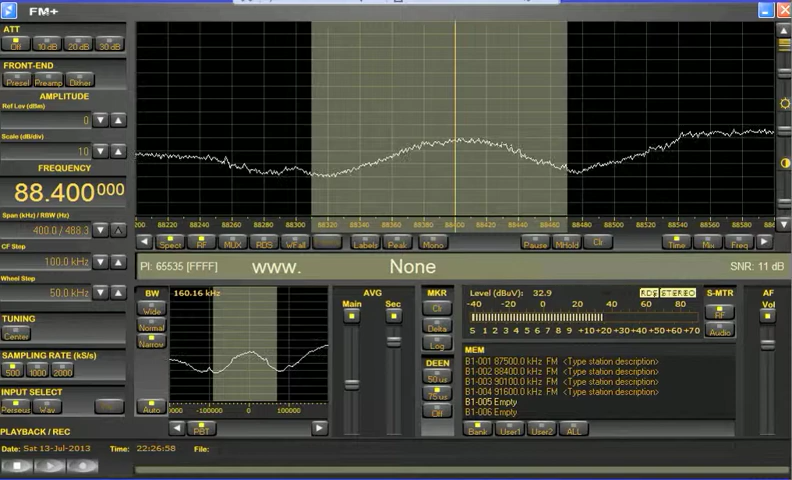 FM+
ATT
Off 10 dB 20 dB 30 dB
FRONT-END
Presel Preamp Dither
AMPLITUDE
Ref Lev (dBm)
0
Scale (dB/div)
10
FREQUENCY
88.400000
Span (kHz) / RBW (Hz)
400.0 / 488.3
CF Step
100.0 kHz
Wheel Step
50.0 kHz
TUNING
Center
SAMPLING RATE (kS/s)
500 1000 2000
INPUT SELECT
Perseus Wav
PLAYBACK / REC
200 88220 88240 88260 88280 88300 88320 88340 88360 88380 88400 88420 88440 88460 88480 88500 88520 88540 88560 88580 886
Spect RF MUX RDS WFall Labels Peak Mono Pause MHold Clr Time Mix Freq
PI: 65535 [FFFF] www. None SNR: 11 dB
BW
160.16 kHz
Wide
Normal
Narrow
Auto
0000 -100000 0 100000
PBT
AVG
Main Sec
MKR
Clr
Delta
Log
DEEN
50 us
75 us
Off
Level (dBuV): 32.9 RDS STEREO
-40 -20 0 20 40 60 80
S 1 3 5 7 9 +10 +20 +30 +40 +50 +60 +70
S-MTR
RF
Audio
MEM
B1-001 87500.0 kHz FM <Type station description>
B1-002 88400.0 kHz FM <Type station description>
B1-003 90100.0 kHz FM <Type station description>
B1-004 91600.0 kHz FM <Type station description>
B1-005 Empty
B1-006 Empty
Bank User1 User2 ALL
AF
Vol
Date: Sat 13-Jul-2013 Time: 22:26:58 File: